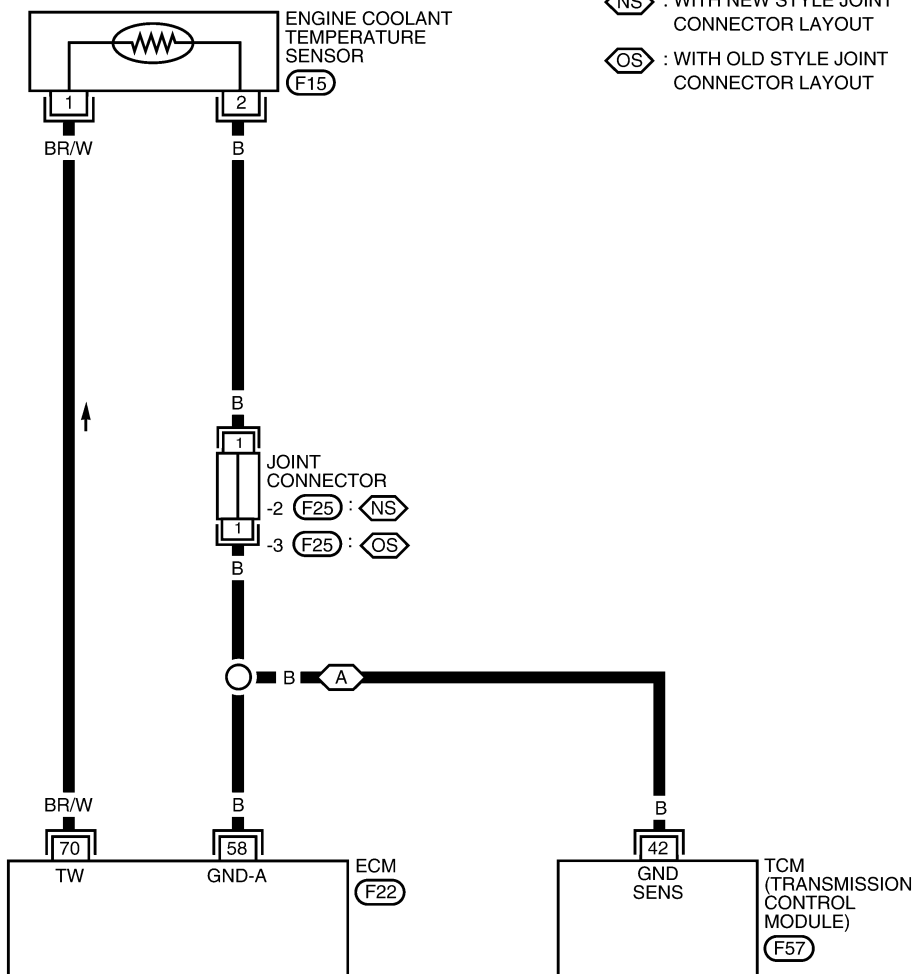 ENGINE COOLANT
TEMPERATURE
SENSOR
F15
NS : WITH NEW STYLE JOINT
CONNECTOR LAYOUT
OS : WITH OLD STYLE JOINT
CONNECTOR LAYOUT
1 2
BR/W B
B
1
JOINT
CONNECTOR
-2 F25 : NS
1
-3 F25 : OS
B
B A
BR/W B B
70 58 42
TW GND-A
ECM
F22
GND
SENS
TCM
(TRANSMISSION
CONTROL
MODULE)
F57